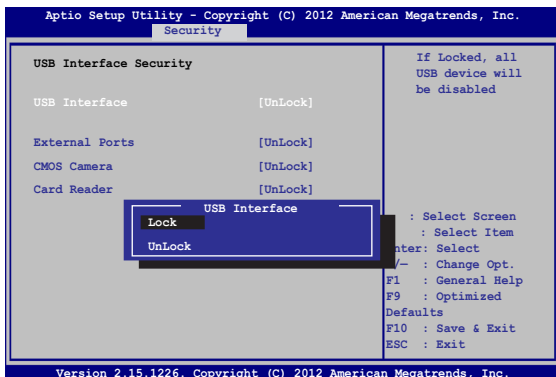 Aptio Setup Utility - Copyright (C) 2012 American Megatrends, Inc.
Security
USB Interface Security
USB Interface [UnLock]
External Ports [UnLock]
CMOS Camera [UnLock]
Card Reader [UnLock]
USB Interface
Lock
UnLock
If Locked, all
USB device will
be disabled
: Select Screen
: Select Item
nter: Select
/— : Change Opt.
F1 : General Help
F9 : Optimized
Defaults
F10 : Save & Exit
ESC : Exit
Version 2.15.1226. Copyright (C) 2012 American Megatrends, Inc.